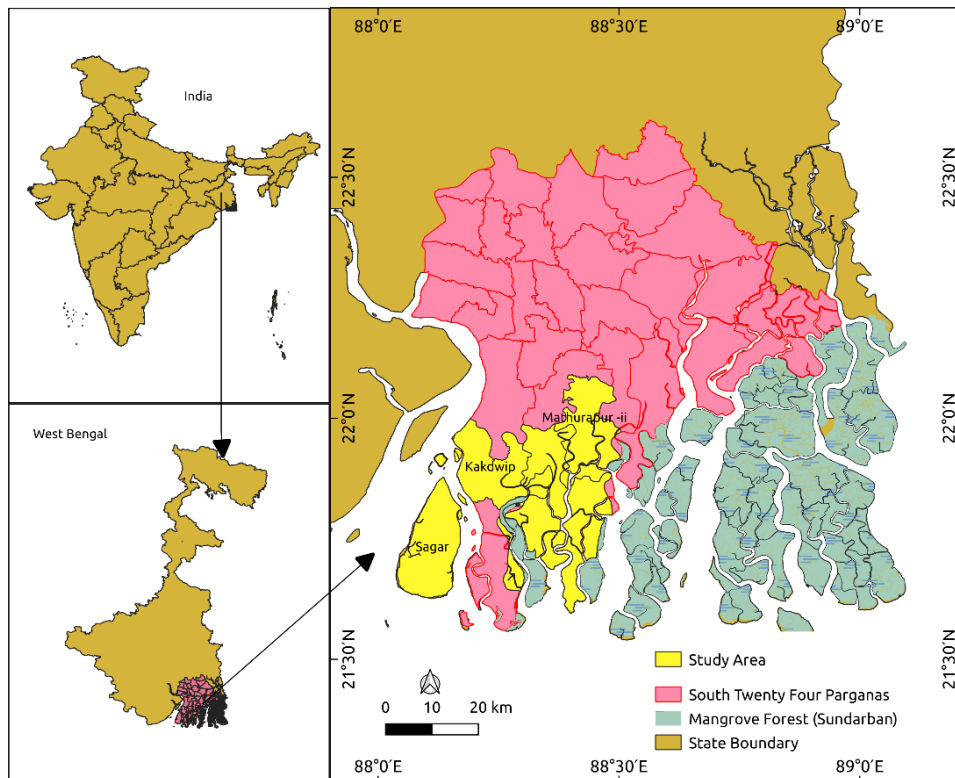 India
West Bengal
88°0′E
88°30′E
89°0′E
22°30′N
22°0′N
21°30′N
22°30′N
22°0′N
21°30′N
Mathurapur -ii
Kakdwip
Sagar
Study Area
South Twenty Four Parganas
Mangrove Forest (Sundarban)
State Boundary
0 10 20 km
88°0′E
88°30′E
89°0′E